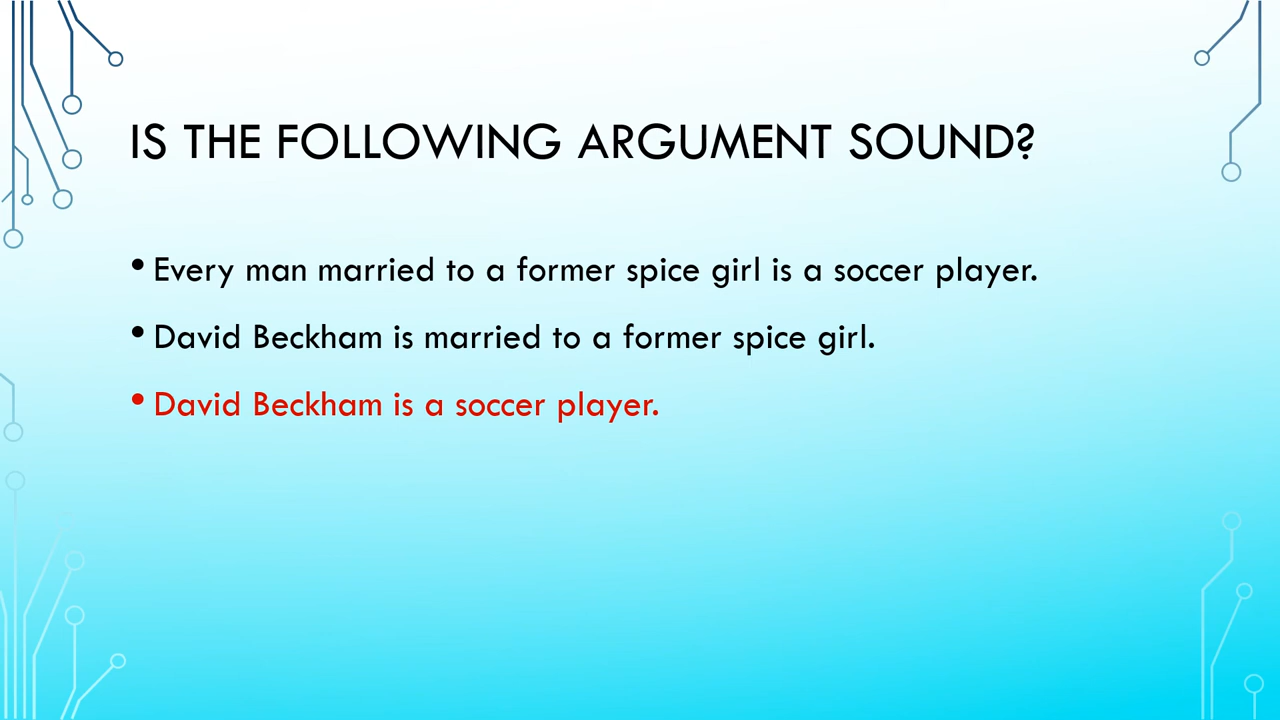 IS THE FOLLOWING ARGUMENT SOUND?
• Every man married to a former spice girl is a soccer player.
• David Beckham is married to a former spice girl.
• David Beckham is a soccer player.